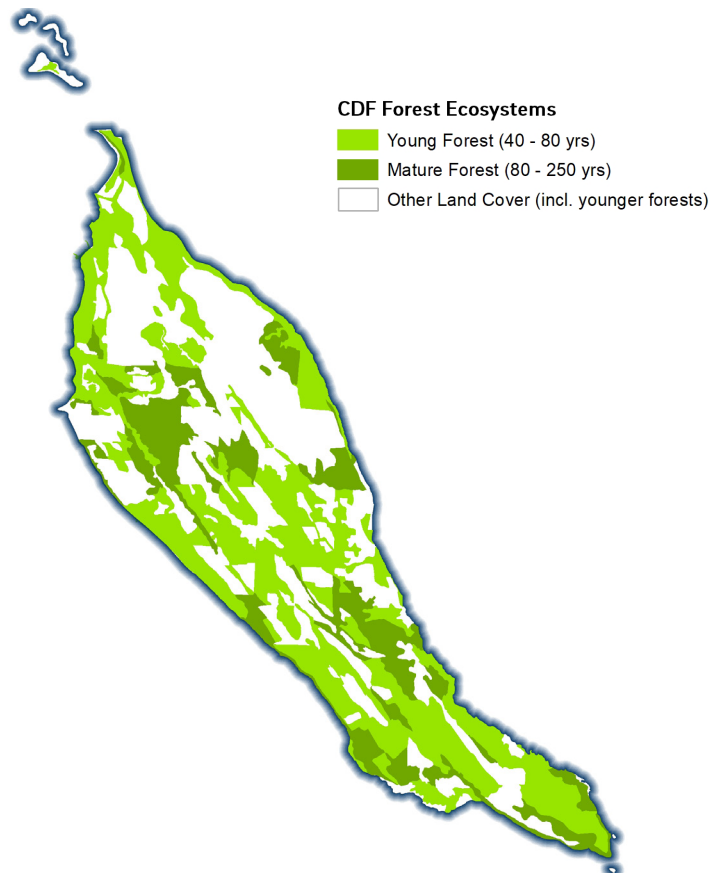 CDF Forest Ecosystems
Young Forest (40 - 80 yrs)
Mature Forest (80 - 250 yrs)
Other Land Cover (incl. younger forests)